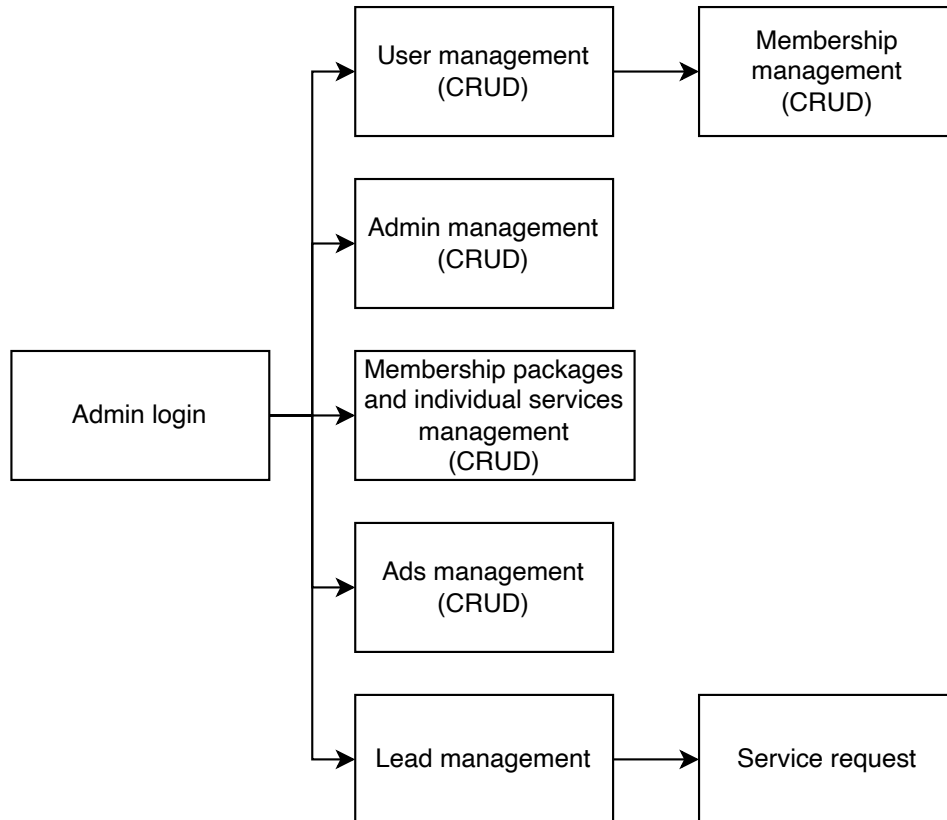 User management
(CRUD)
Membership
management
(CRUD)
Admin management
(CRUD)
Admin login
Membership packages
and individual services
management
(CRUD)
Ads management
(CRUD)
Lead management
Service request